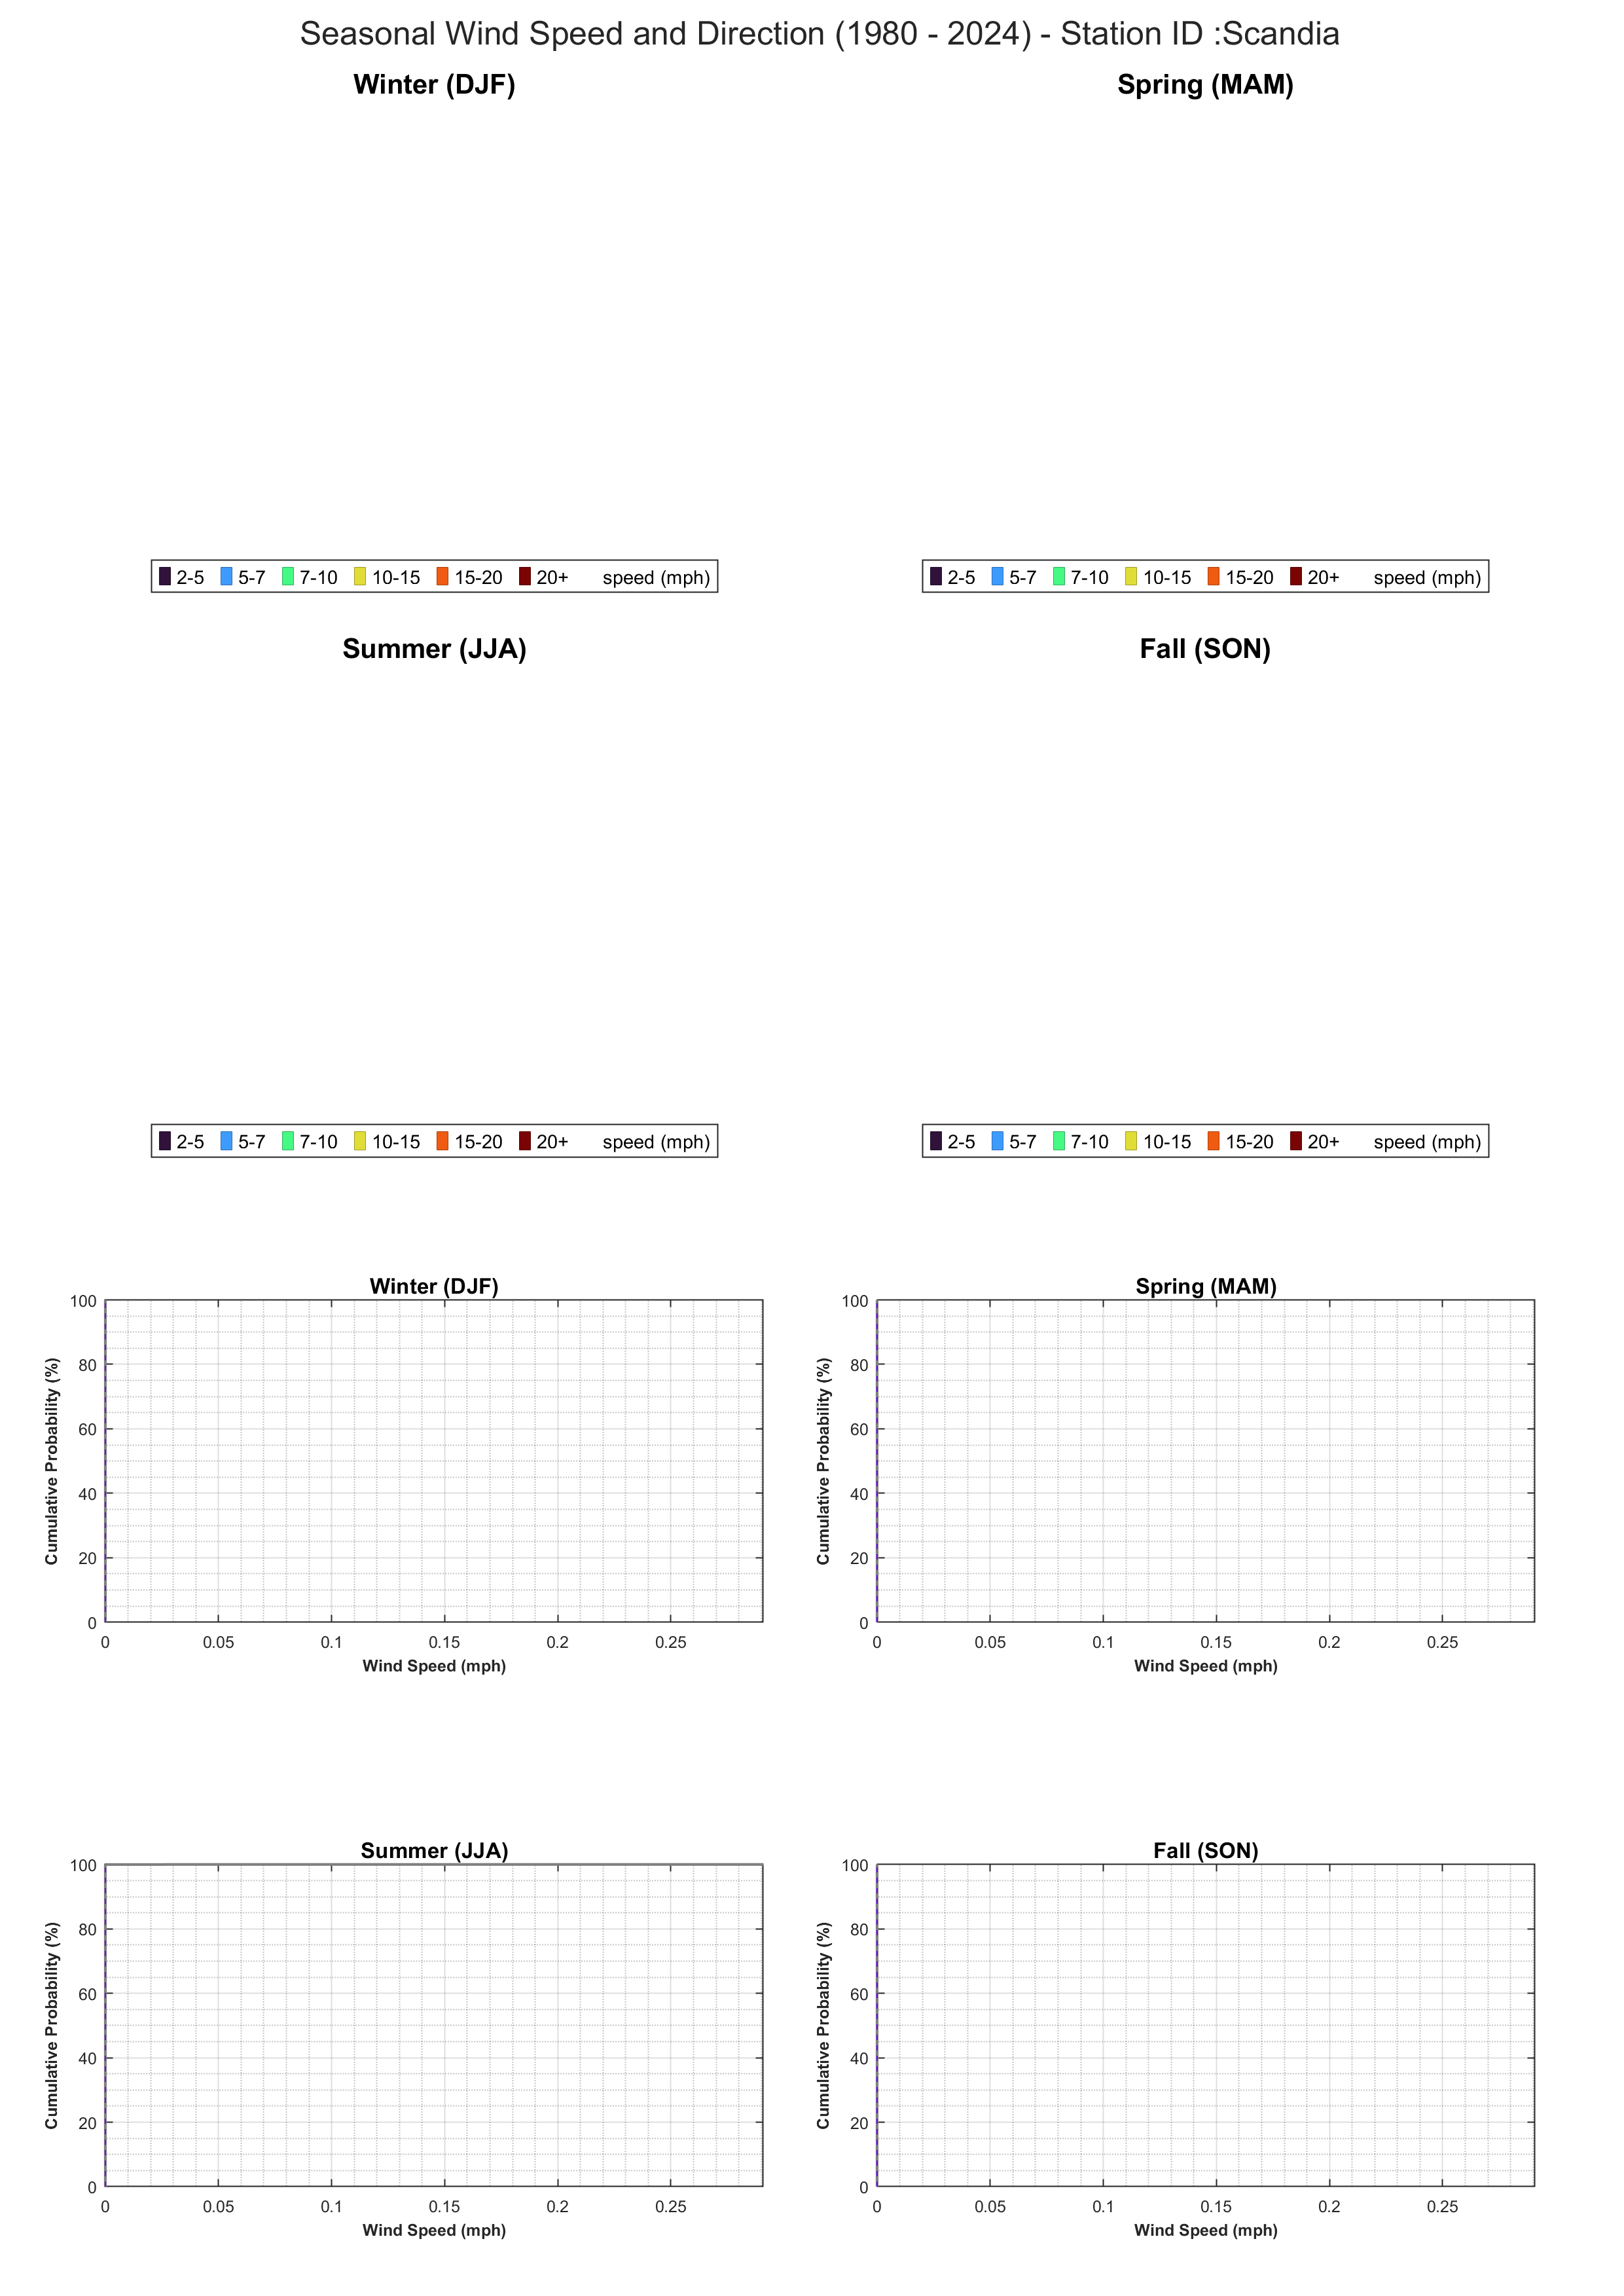 Seasonal Wind Speed and Direction (1980 - 2024) - Station ID :Scandia
Winter (DJF)
Spring (MAM)
2-5 5-7 7-10 10-15 15-20 20+ speed (mph)
2-5 5-7 7-10 10-15 15-20 20+ speed (mph)
Summer (JJA)
Fall (SON)
2-5 5-7 7-10 10-15 15-20 20+ speed (mph)
2-5 5-7 7-10 10-15 15-20 20+ speed (mph)
Winter (DJF)
Cumulative Probability (%)
100
80
60
40
20
0
0 0.05 0.1 0.15 0.2 0.25
Wind Speed (mph)
Spring (MAM)
Cumulative Probability (%)
100
80
60
40
20
0
0 0.05 0.1 0.15 0.2 0.25
Wind Speed (mph)
Summer (JJA)
Cumulative Probability (%)
100
80
60
40
20
0
0 0.05 0.1 0.15 0.2 0.25
Wind Speed (mph)
Fall (SON)
Cumulative Probability (%)
100
80
60
40
20
0
0 0.05 0.1 0.15 0.2 0.25
Wind Speed (mph)